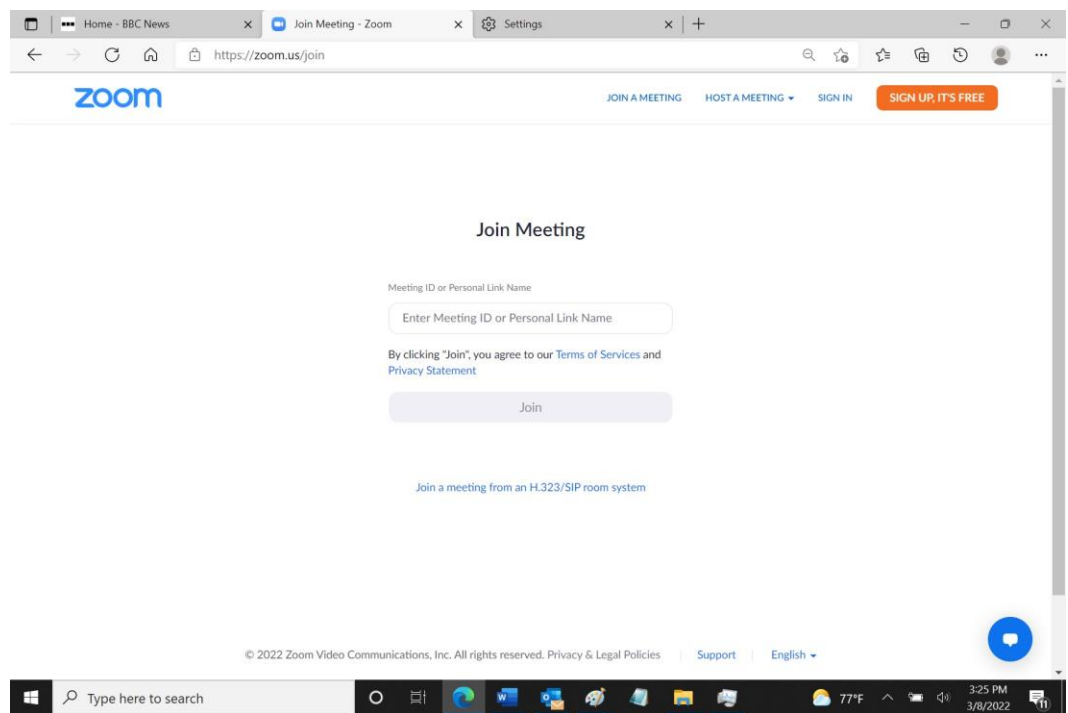 Home - BBC News
Join Meeting - Zoom
Settings
https://zoom.us/join
zoom
JOIN A MEETING
HOST A MEETING
SIGN IN
SIGN UP, IT'S FREE
Join Meeting
Meeting ID or Personal Link Name
Enter Meeting ID or Personal Link Name
By clicking "Join", you agree to our Terms of Services and
Privacy Statement
Join
Join a meeting from an H.323/SIP room system
© 2022 Zoom Video Communications, Inc. All rights reserved. Privacy & Legal Policies
Support
English
Type here to search
77°F
3:25 PM
3/8/2022
11